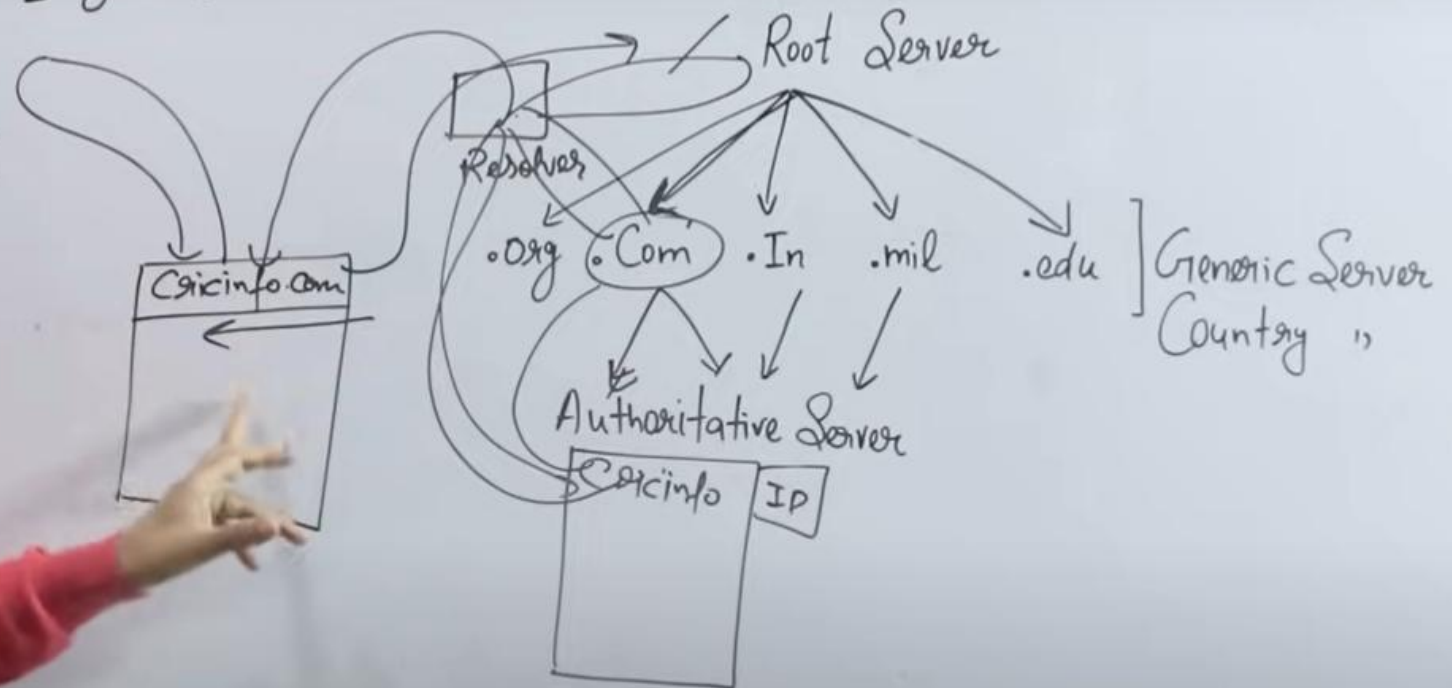 Root Server
Resolver
.Org .Com .In .mil .edu ] Generic Server
Country "
Cricinfo.Com
Authoritative Server
Cricinfo IP